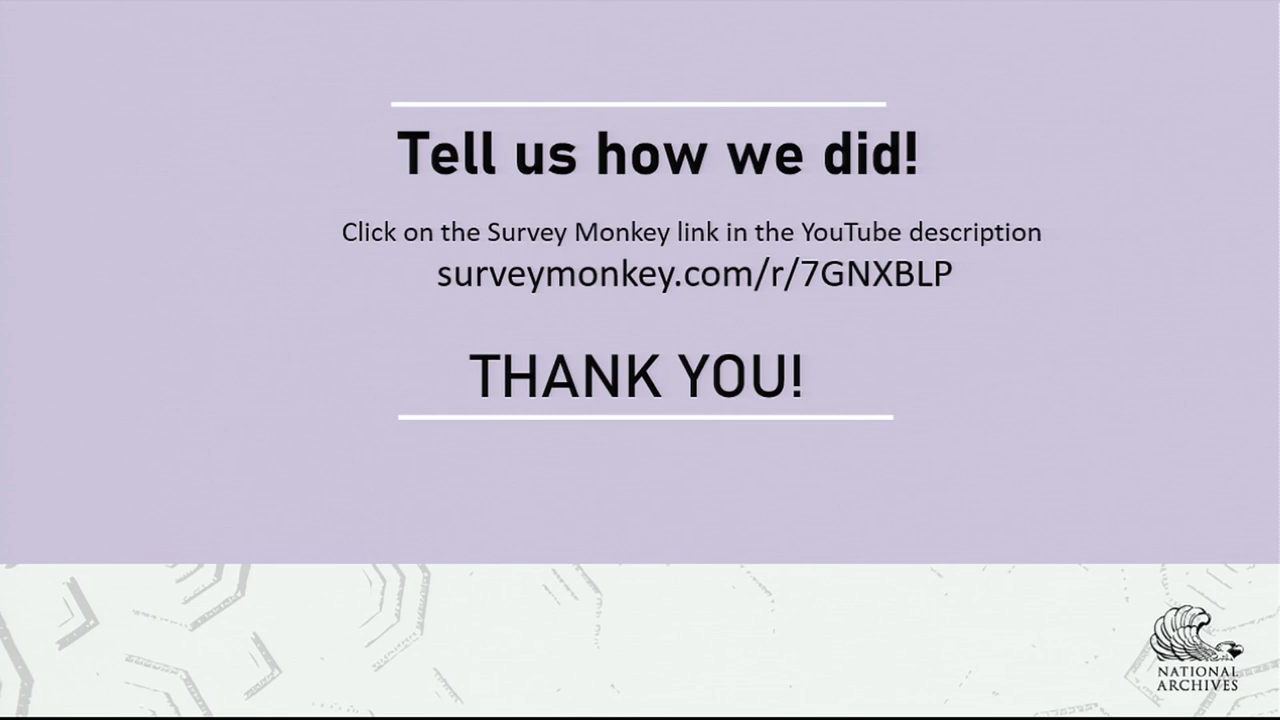 Tell us how we did!
Click on the Survey Monkey link in the YouTube description
surveymonkey.com/r/7GNXBLP
THANK YOU!
NATIONAL
ARCHIVES